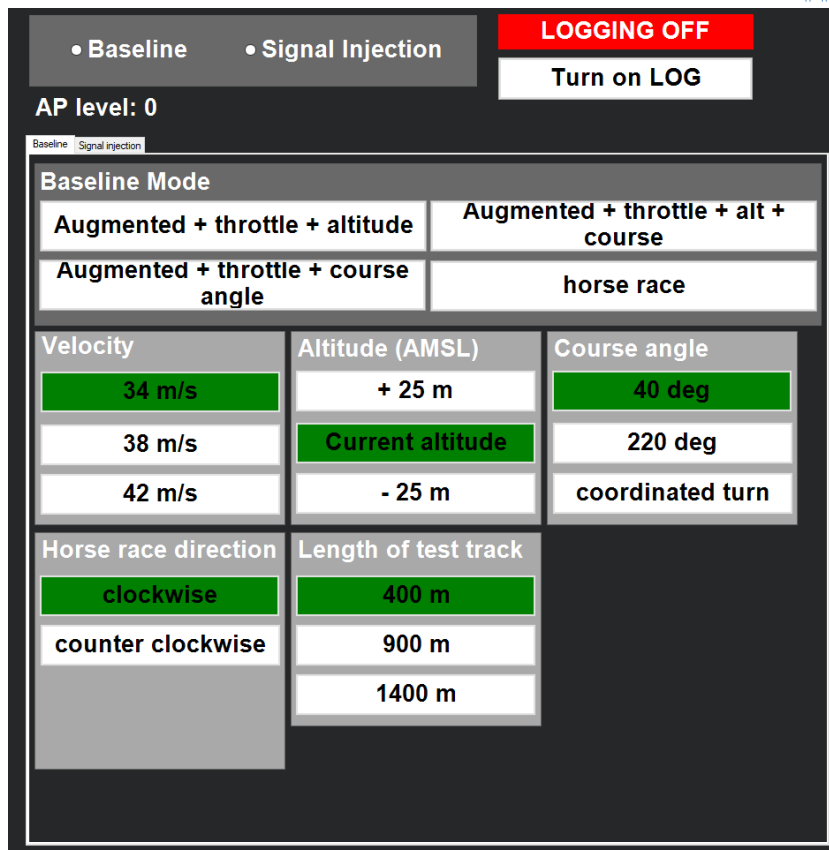 Baseline
Signal Injection
LOGGING OFF
Turn on LOG
AP level: 0
Baseline
Signal injection
Baseline Mode
Augmented + throttle + altitude
Augmented + throttle + alt +
course
Augmented + throttle + course
angle
horse race
Velocity
34 m/s
38 m/s
42 m/s
Altitude (AMSL)
+ 25 m
Current altitude
- 25 m
Course angle
40 deg
220 deg
coordinated turn
Horse race direction
clockwise
counter clockwise
Length of test track
400 m
900 m
1400 m